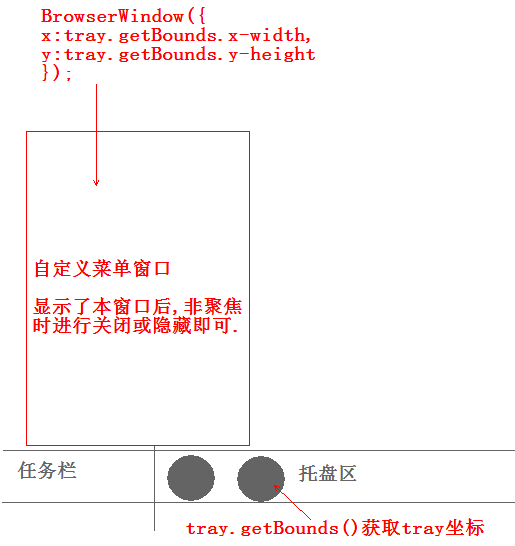 BrowserWindow({
x:tray.getBounds.x-width,
y:tray.getBounds.y-height
});
自定义菜单窗口
显示了本窗口后,非聚焦
时进行关闭或隐藏即可.
任务栏
托盘区
tray.getBounds()获取tray坐标